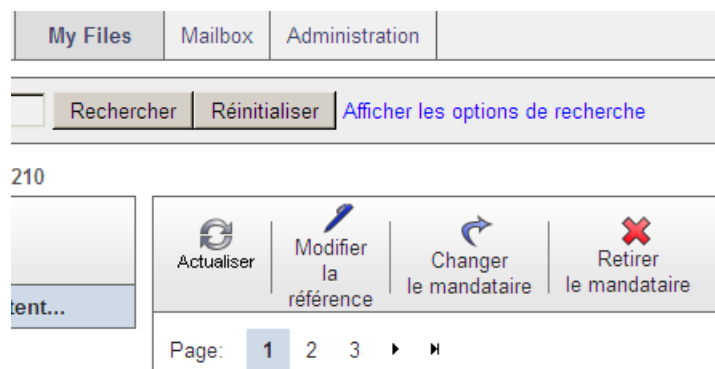 My Files Mailbox Administration
Rechercher Réinitialiser Afficher les options de recherche
210
Actualiser
Modifier
la
référence
Changer
le mandataire
Retirer
le mandataire
tent...
Page: 1 2 3